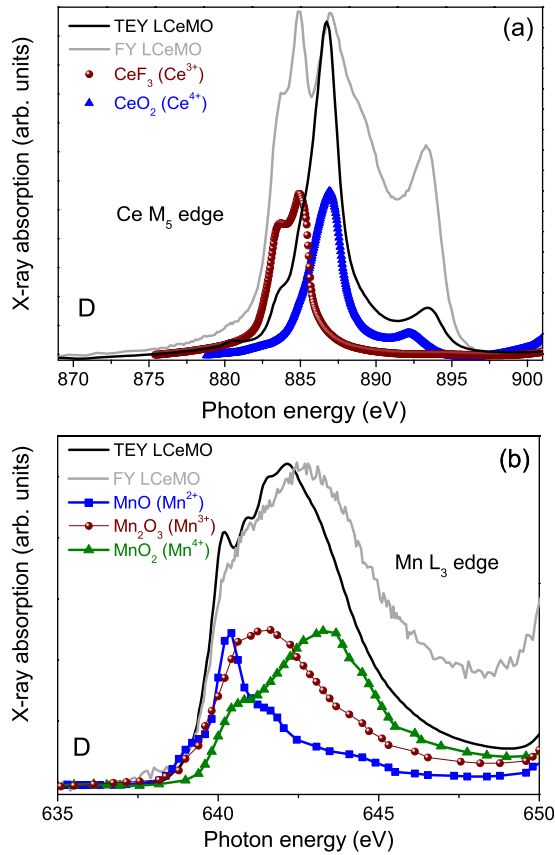 TEY LCeMO
(a)
FY LCeMO
CeF3 (Ce3+)
CeO2 (Ce4+)
Ce M5 edge
D
X-ray absorption (arb. units)
870 875 880 885 890 895 900
Photon energy (eV)
TEY LCeMO
(b)
FY LCeMO
MnO (Mn2+)
Mn2O3 (Mn3+)
MnO2 (Mn4+)
Mn L3 edge
D
X-ray absorption (arb. units)
635 640 645 650
Photon energy (eV)